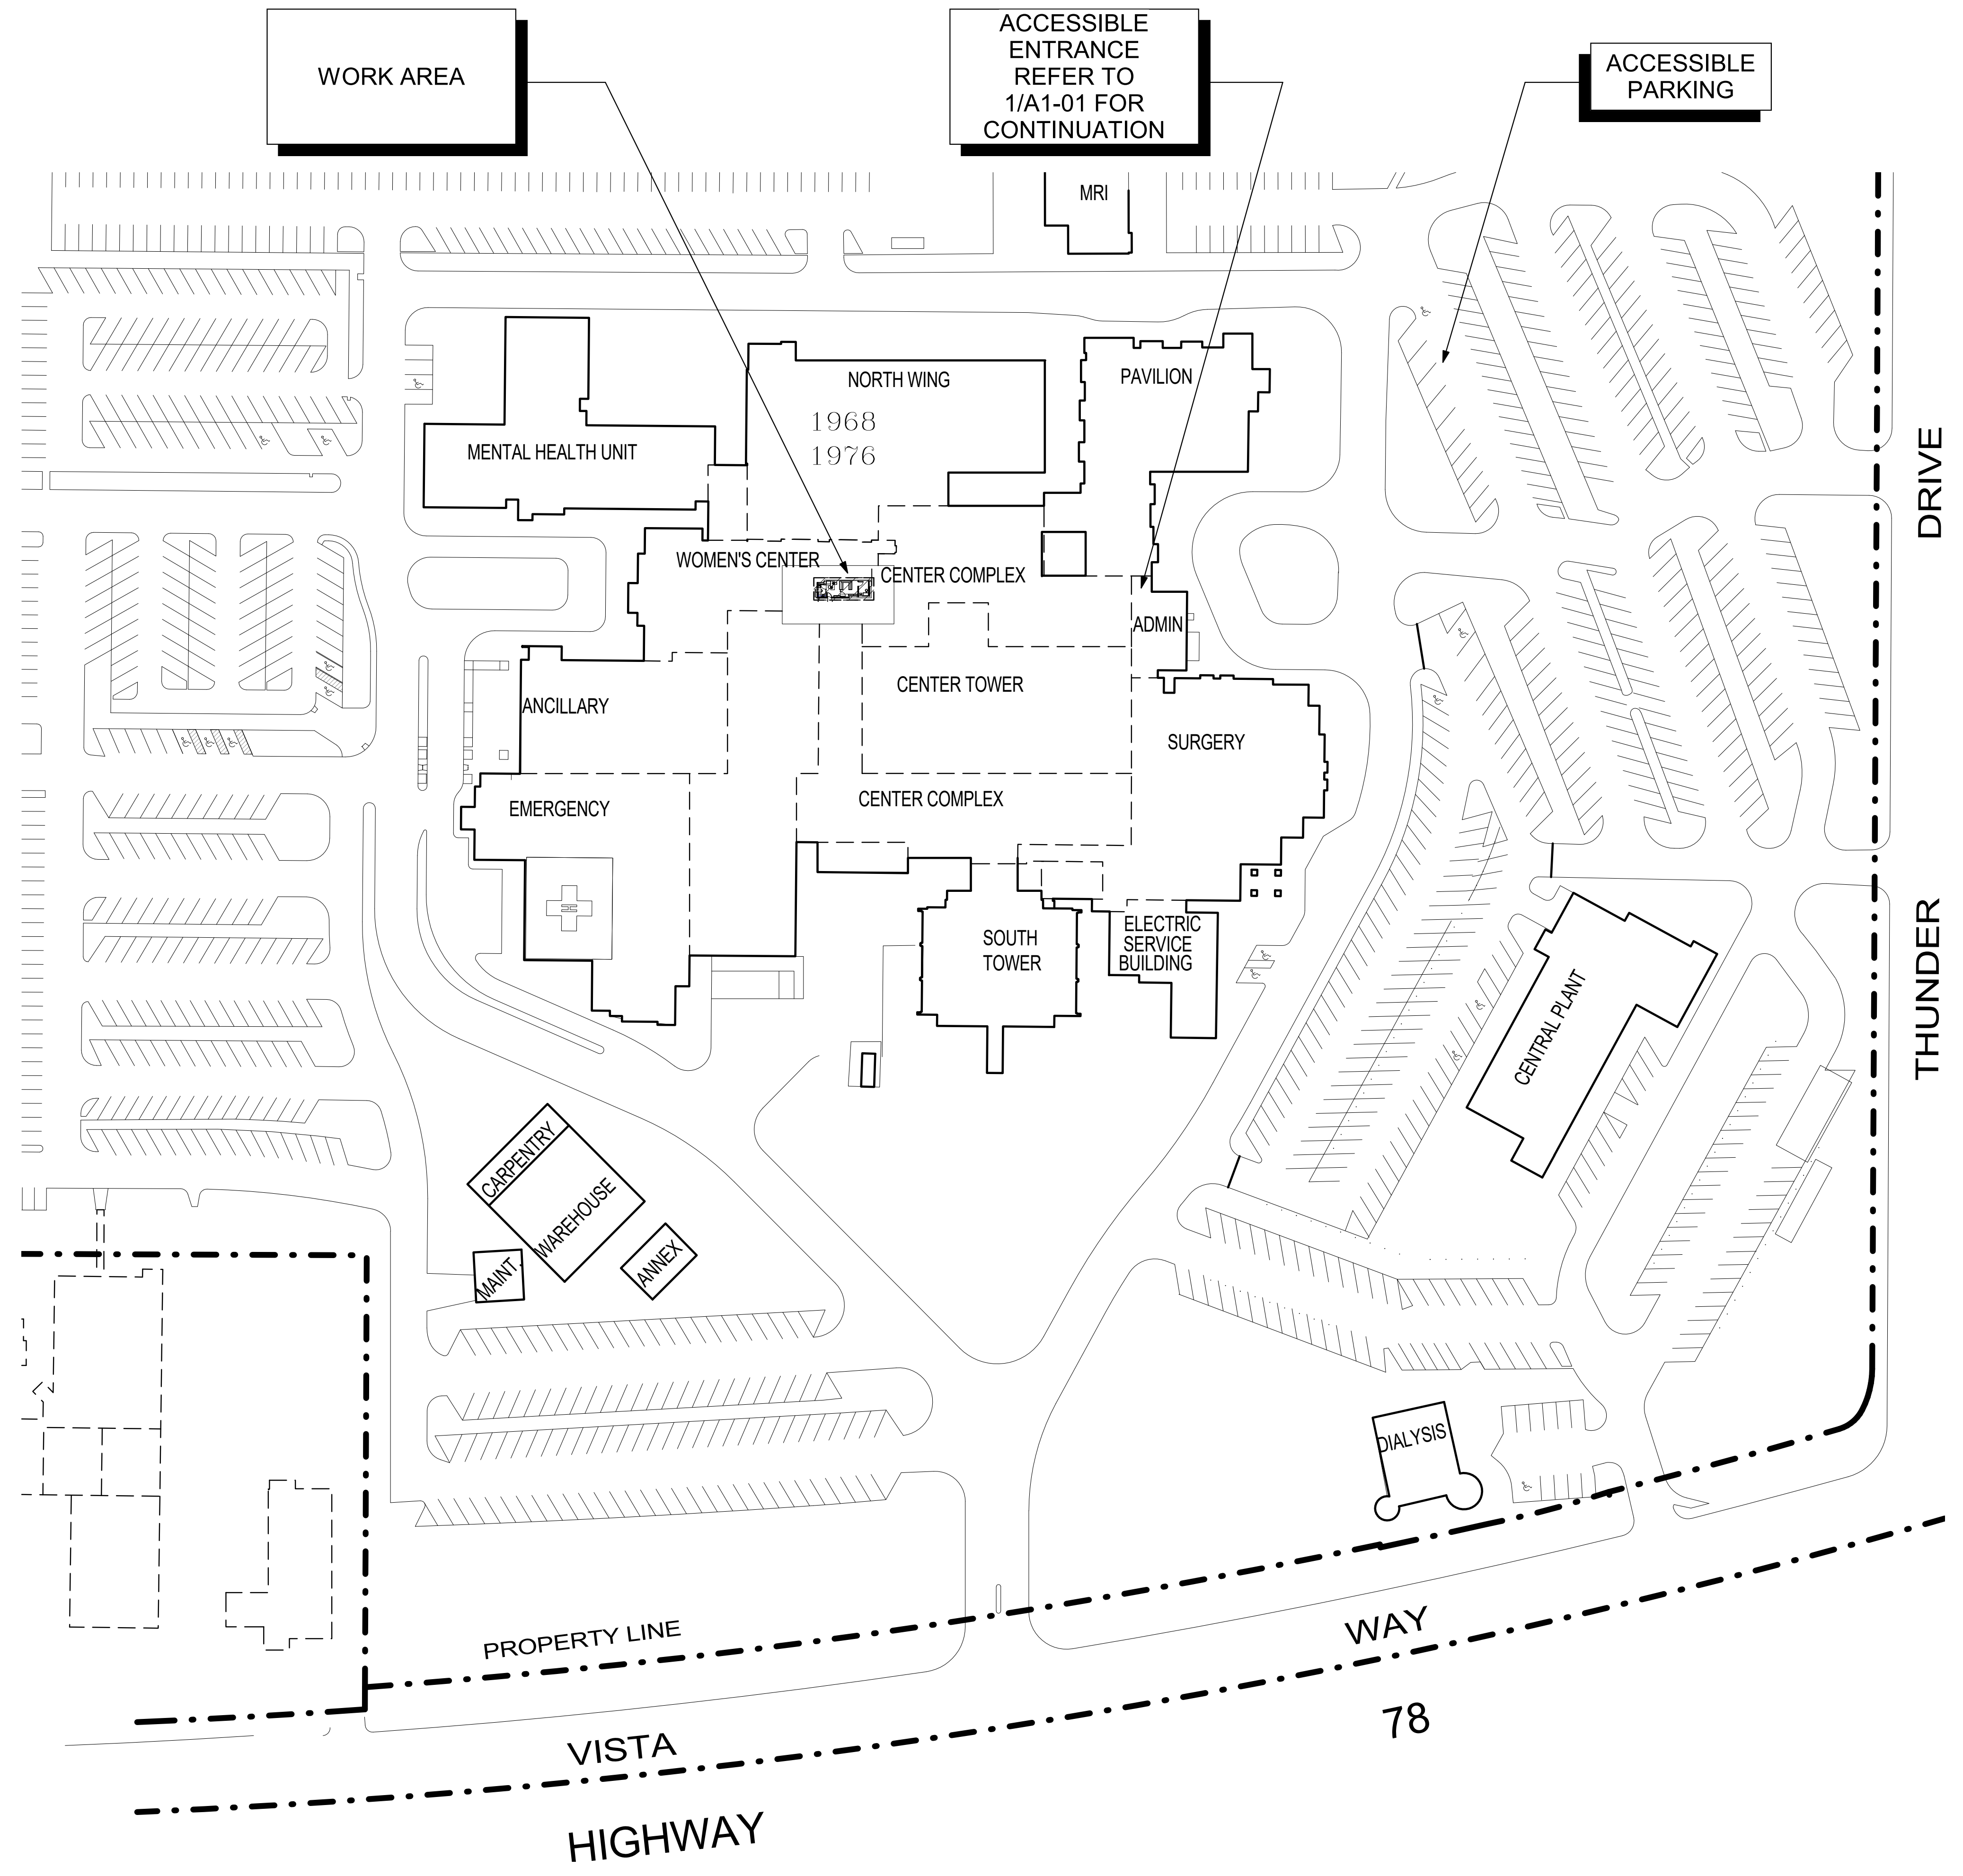 WORK AREA
ACCESSIBLE
ENTRANCE
REFER TO
1/A1-01 FOR
CONTINUATION
ACCESSIBLE
PARKING
MRI
NORTH WING
1968
1976
PAVILION
MENTAL HEALTH UNIT
DRIVE
WOMEN'S CENTER
CENTER COMPLEX
ADMIN
CENTER TOWER
ANCILLARY
SURGERY
CENTER COMPLEX
EMERGENCY
H
SOUTH
TOWER
ELECTRIC
SERVICE
BUILDING
THUNDER
CENTRAL PLANT
CARPENTRY
WAREHOUSE
MAINT.
ANNEX
DIALYSIS
PROPERTY LINE
WAY
VISTA
78
HIGHWAY